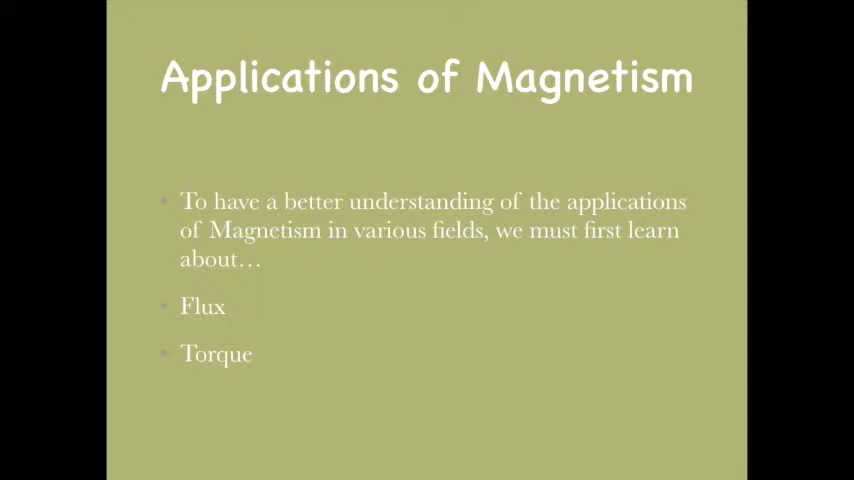 Applications of Magnetism
• To have a better understanding of the applications
of Magnetism in various fields, we must first learn
about…
• Flux
• Torque